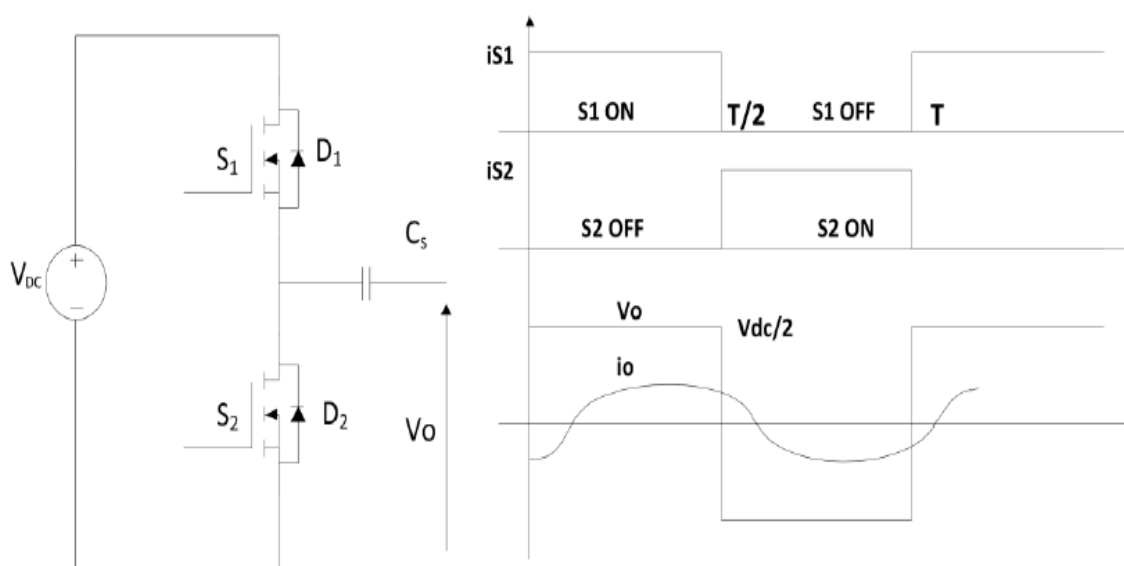 V_DC
+
−
S₁
D₁
Cₛ
S₂
D₂
Vo
iS1
S1 ON
T/2
S1 OFF
T
iS2
S2 OFF
S2 ON
Vo
Vdc/2
io